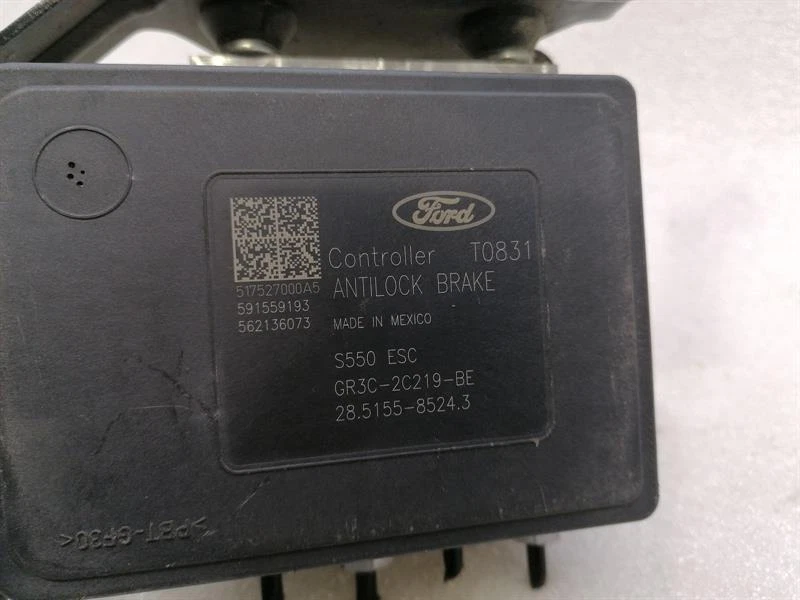 Ford
Controller T0831
ANTILOCK BRAKE
MADE IN MEXICO
S550 ESC
GR3C-2C219-BE
28.5155-8524.3
517527000A5
591559193
562136073
>PBT-GF30<